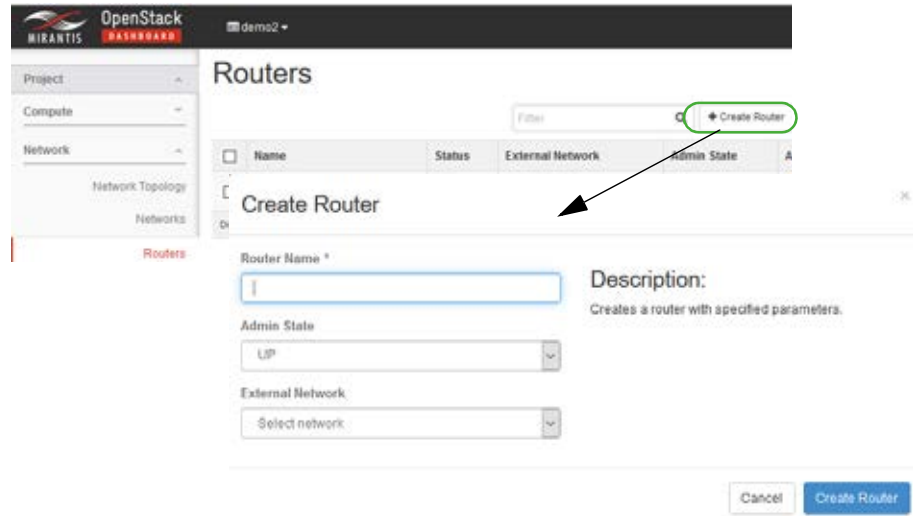 MIRANTIS
OpenStack
DASHBOARD
demo2
Project
Compute
Network
Network Topology
Networks
Routers
Routers
Filter
+ Create Router
Name Status External Network Admin State A
Create Router
Router Name *
Admin State
UP
External Network
Select network
Description:
Creates a router with specified parameters.
Cancel Create Router